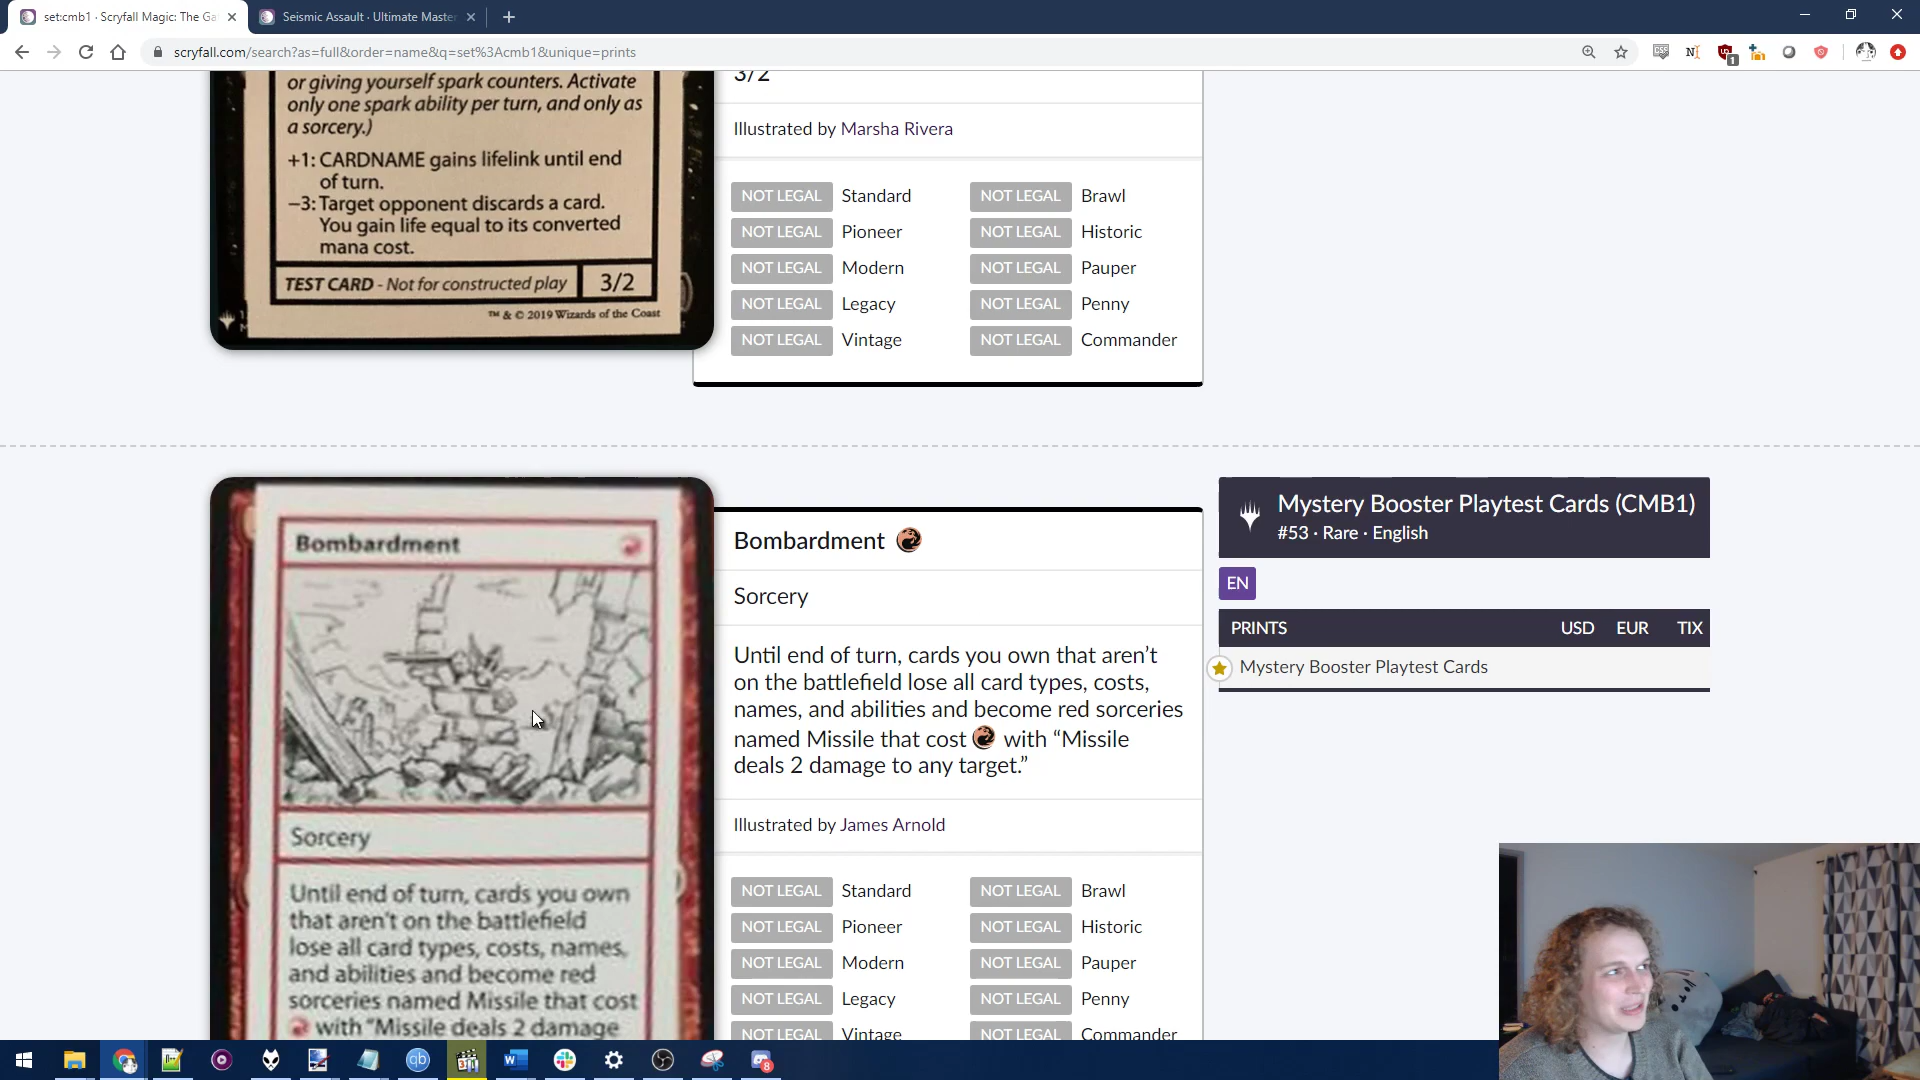 set:cmb1 · Scryfall Magic: The Ga
Seismic Assault · Ultimate Master
scryfall.com/search?as=full&order=name&q=set%3Acmb1&unique=prints
or giving yourself spark counters. Activate
only one spark ability per turn, and only as
a sorcery.)
+1: CARDNAME gains lifelink until end
of turn.
−3: Target opponent discards a card.
You gain life equal to its converted
mana cost.
TEST CARD - Not for constructed play
3/2
™ & © 2019 Wizards of the Coast
3/2
Illustrated by Marsha Rivera
NOT LEGAL Standard NOT LEGAL Brawl
NOT LEGAL Pioneer NOT LEGAL Historic
NOT LEGAL Modern NOT LEGAL Pauper
NOT LEGAL Legacy NOT LEGAL Penny
NOT LEGAL Vintage NOT LEGAL Commander
Bombardment
Sorcery
Until end of turn, cards you own
that aren't on the battlefield
lose all card types, costs, names,
and abilities and become red
sorceries named Missile that cost
with "Missile deals 2 damage
Bombardment
Sorcery
Until end of turn, cards you own that aren’t
on the battlefield lose all card types, costs,
names, and abilities and become red sorceries
named Missile that cost with “Missile
deals 2 damage to any target.”
Illustrated by James Arnold
NOT LEGAL Standard NOT LEGAL Brawl
NOT LEGAL Pioneer NOT LEGAL Historic
NOT LEGAL Modern NOT LEGAL Pauper
NOT LEGAL Legacy NOT LEGAL Penny
NOT LEGAL Vintage NOT LEGAL Commander
Mystery Booster Playtest Cards (CMB1)
#53 · Rare · English
EN
PRINTS USD EUR TIX
Mystery Booster Playtest Cards